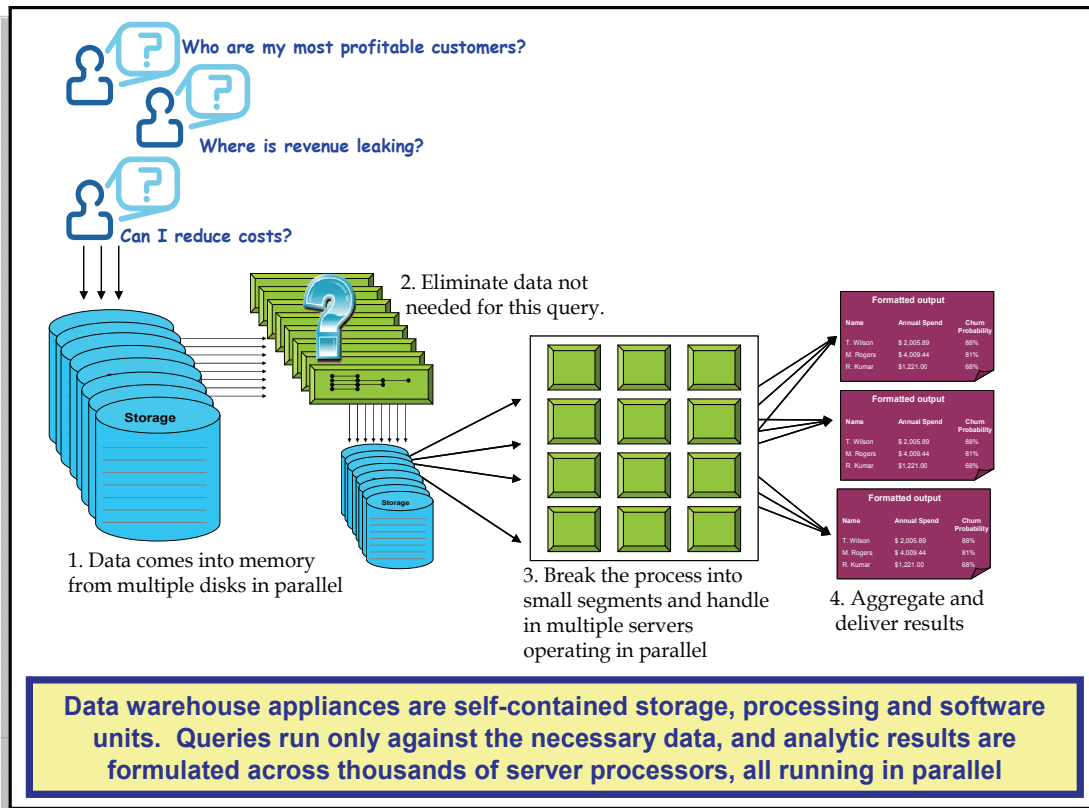 ?
Who are my most profitable customers?
?
Where is revenue leaking?
?
Can I reduce costs?
?
2. Eliminate data not
needed for this query.
Storage
Storage
1. Data comes into memory
from multiple disks in parallel
3. Break the process into
small segments and handle
in multiple servers
operating in parallel
Formatted output
Name Annual Spend Churn
Probability
T. Wilson $ 2,005.89 88%
M. Rogers $ 4,009.44 81%
R. Kumar $1,221.00 68%
Formatted output
Name Annual Spend Churn
Probability
T. Wilson $ 2,005.89 88%
M. Rogers $ 4,009.44 81%
R. Kumar $1,221.00 68%
Formatted output
Name Annual Spend Churn
Probability
T. Wilson $ 2,005.89 88%
M. Rogers $ 4,009.44 81%
R. Kumar $1,221.00 68%
4. Aggregate and
deliver results
Data warehouse appliances are self-contained storage, processing and software
units. Queries run only against the necessary data, and analytic results are
formulated across thousands of server processors, all running in parallel